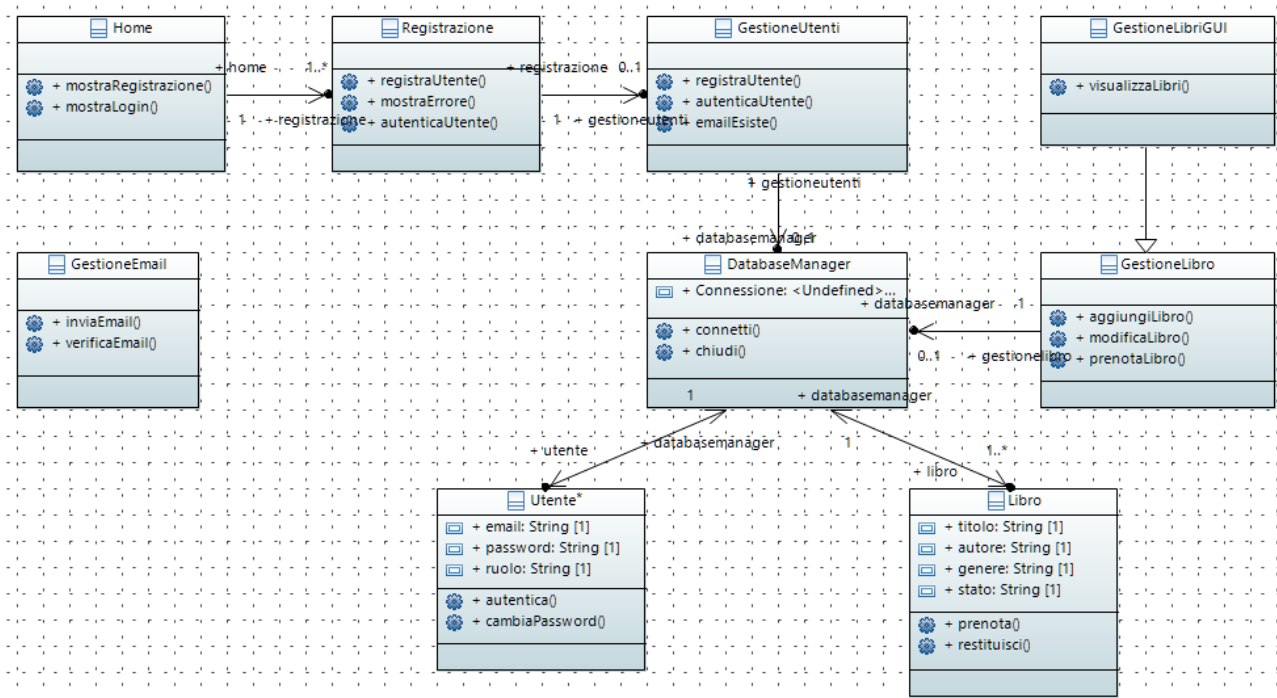 Home
+ mostraRegistrazione()
+ mostraLogin()
+ home
1..*
1
+ registrazione
Registrazione
+ registraUtente()
+ mostraErrore()
+ autenticaUtente()
+ registrazione
0..1
1
+ gestioneutenti
GestioneUtenti
+ registraUtente()
+ autenticaUtente()
+ emailEsiste()
GestioneLibriGUI
+ visualizzaLibri()
1
+ gestioneutenti
+ databasemanager
0..1
GestioneEmail
+ inviaEmail()
+ verificaEmail()
DatabaseManager
+ Connessione: <Undefined>...
+ connetti()
+ chiudi()
+ databasemanager
1
0..1
+ gestionelibro
GestioneLibro
+ aggiungiLibro()
+ modificaLibro()
+ prenotaLibro()
1
+ databasemanager
+ utente
+ databasemanager
1
1..*
+ libro
Utente*
+ email: String [1]
+ password: String [1]
+ ruolo: String [1]
+ autentica()
+ cambiaPassword()
Libro
+ titolo: String [1]
+ autore: String [1]
+ genere: String [1]
+ stato: String [1]
+ prenota()
+ restituisci()